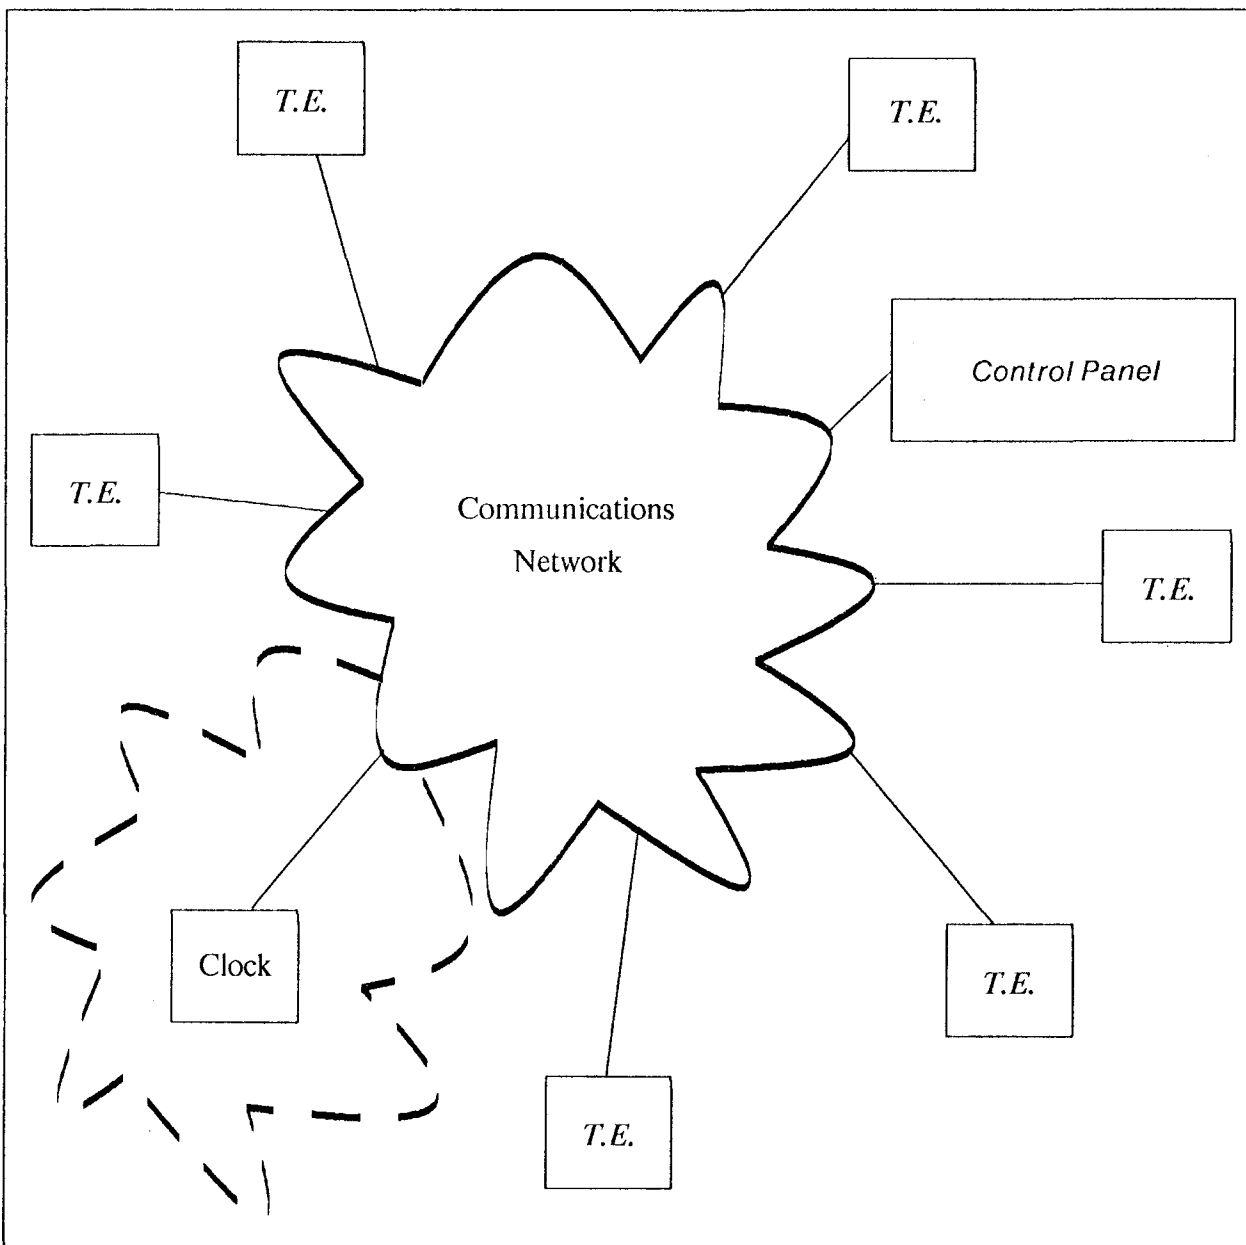 T.E.
T.E.
Control Panel
T.E.
Communications
Network
T.E.
Clock
T.E.
T.E.